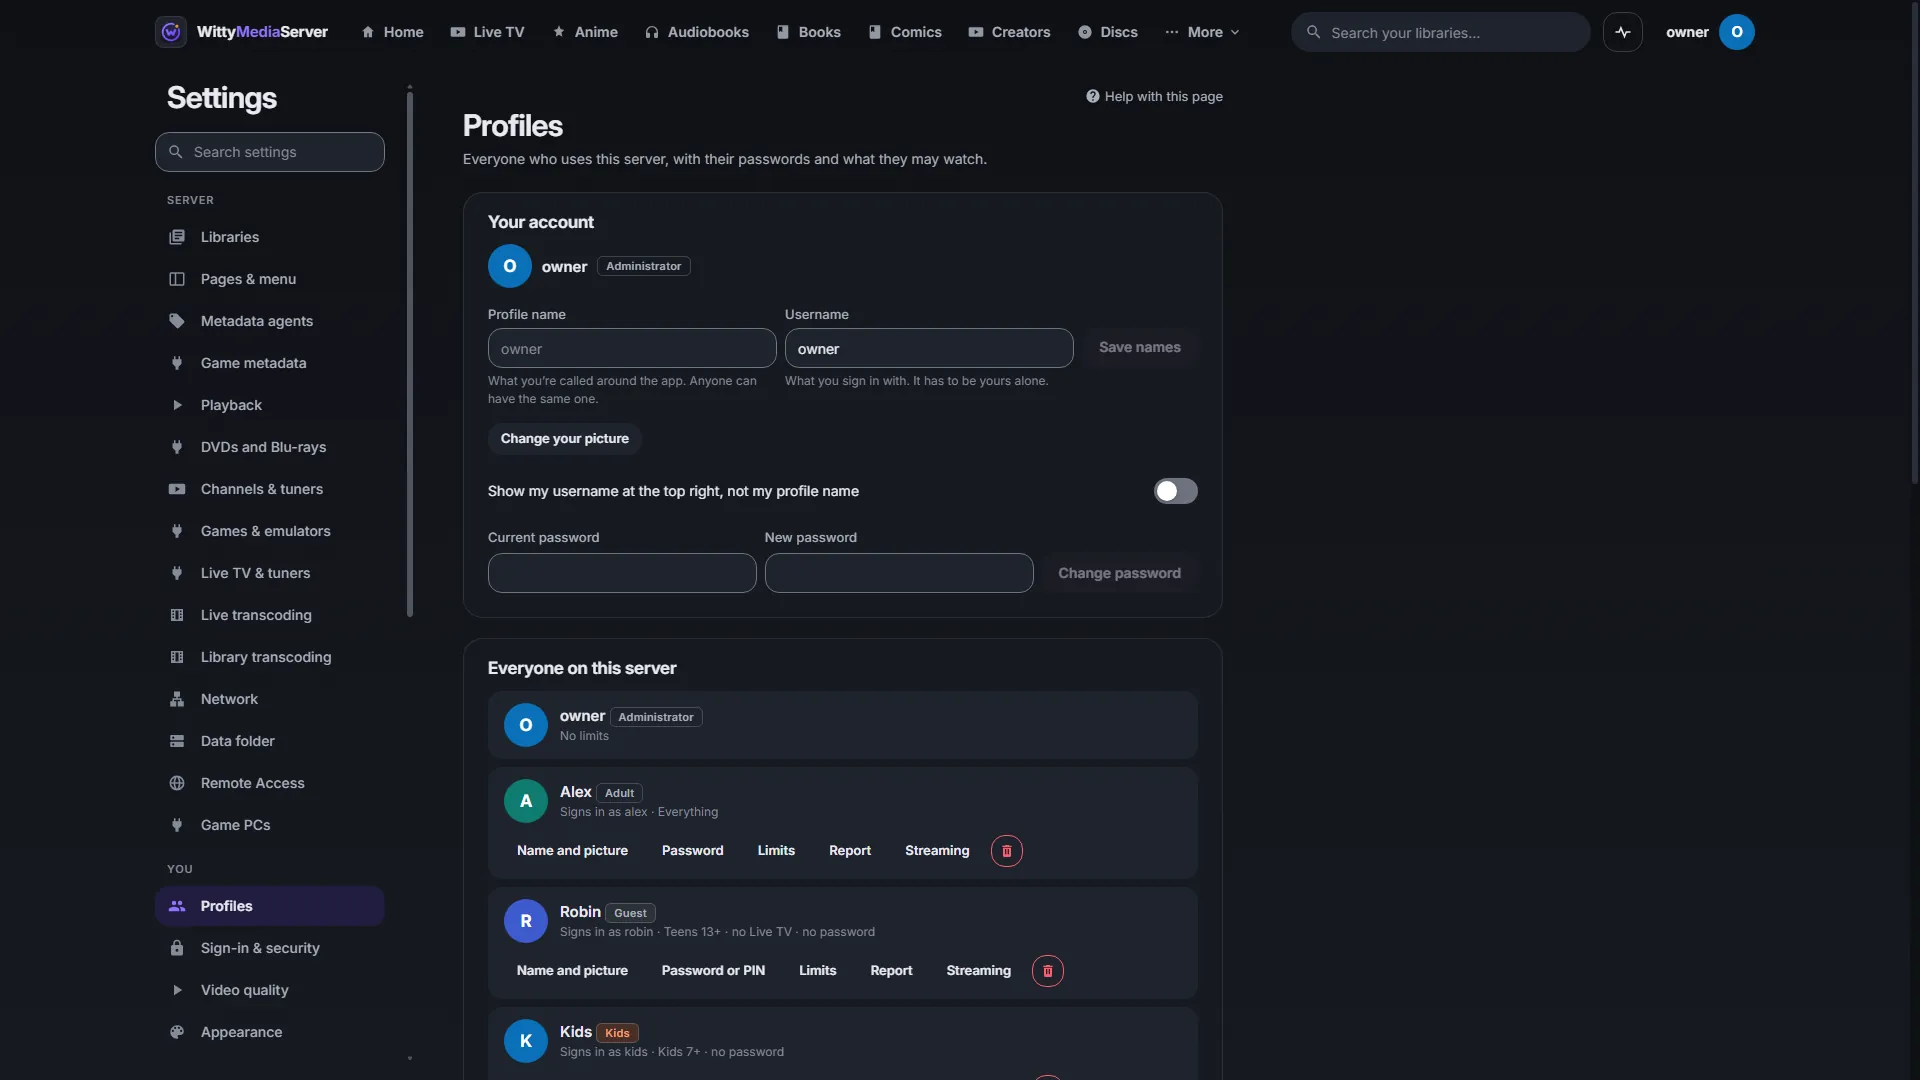 WittyMediaServer
Home
Live TV
Anime
Audiobooks
Books
Comics
Creators
Discs
More
Search your libraries...
owner
O
Settings
Search settings
SERVER
Libraries
Pages & menu
Metadata agents
Game metadata
Playback
DVDs and Blu-rays
Channels & tuners
Games & emulators
Live TV & tuners
Live transcoding
Library transcoding
Network
Data folder
Remote Access
Game PCs
YOU
Profiles
Sign-in & security
Video quality
Appearance
Help with this page
Profiles
Everyone who uses this server, with their passwords and what they may watch.
Your account
O
owner
Administrator
Profile name
Username
owner
owner
Save names
What you're called around the app. Anyone can
have the same one.
What you sign in with. It has to be yours alone.
Change your picture
Show my username at the top right, not my profile name
Current password
New password
Change password
Everyone on this server
O
owner Administrator
No limits
A
Alex Adult
Signs in as alex · Everything
Name and picture
Password
Limits
Report
Streaming
R
Robin Guest
Signs in as robin · Teens 13+ · no Live TV · no password
Name and picture
Password or PIN
Limits
Report
Streaming
K
Kids Kids
Signs in as kids · Kids 7+ · no password